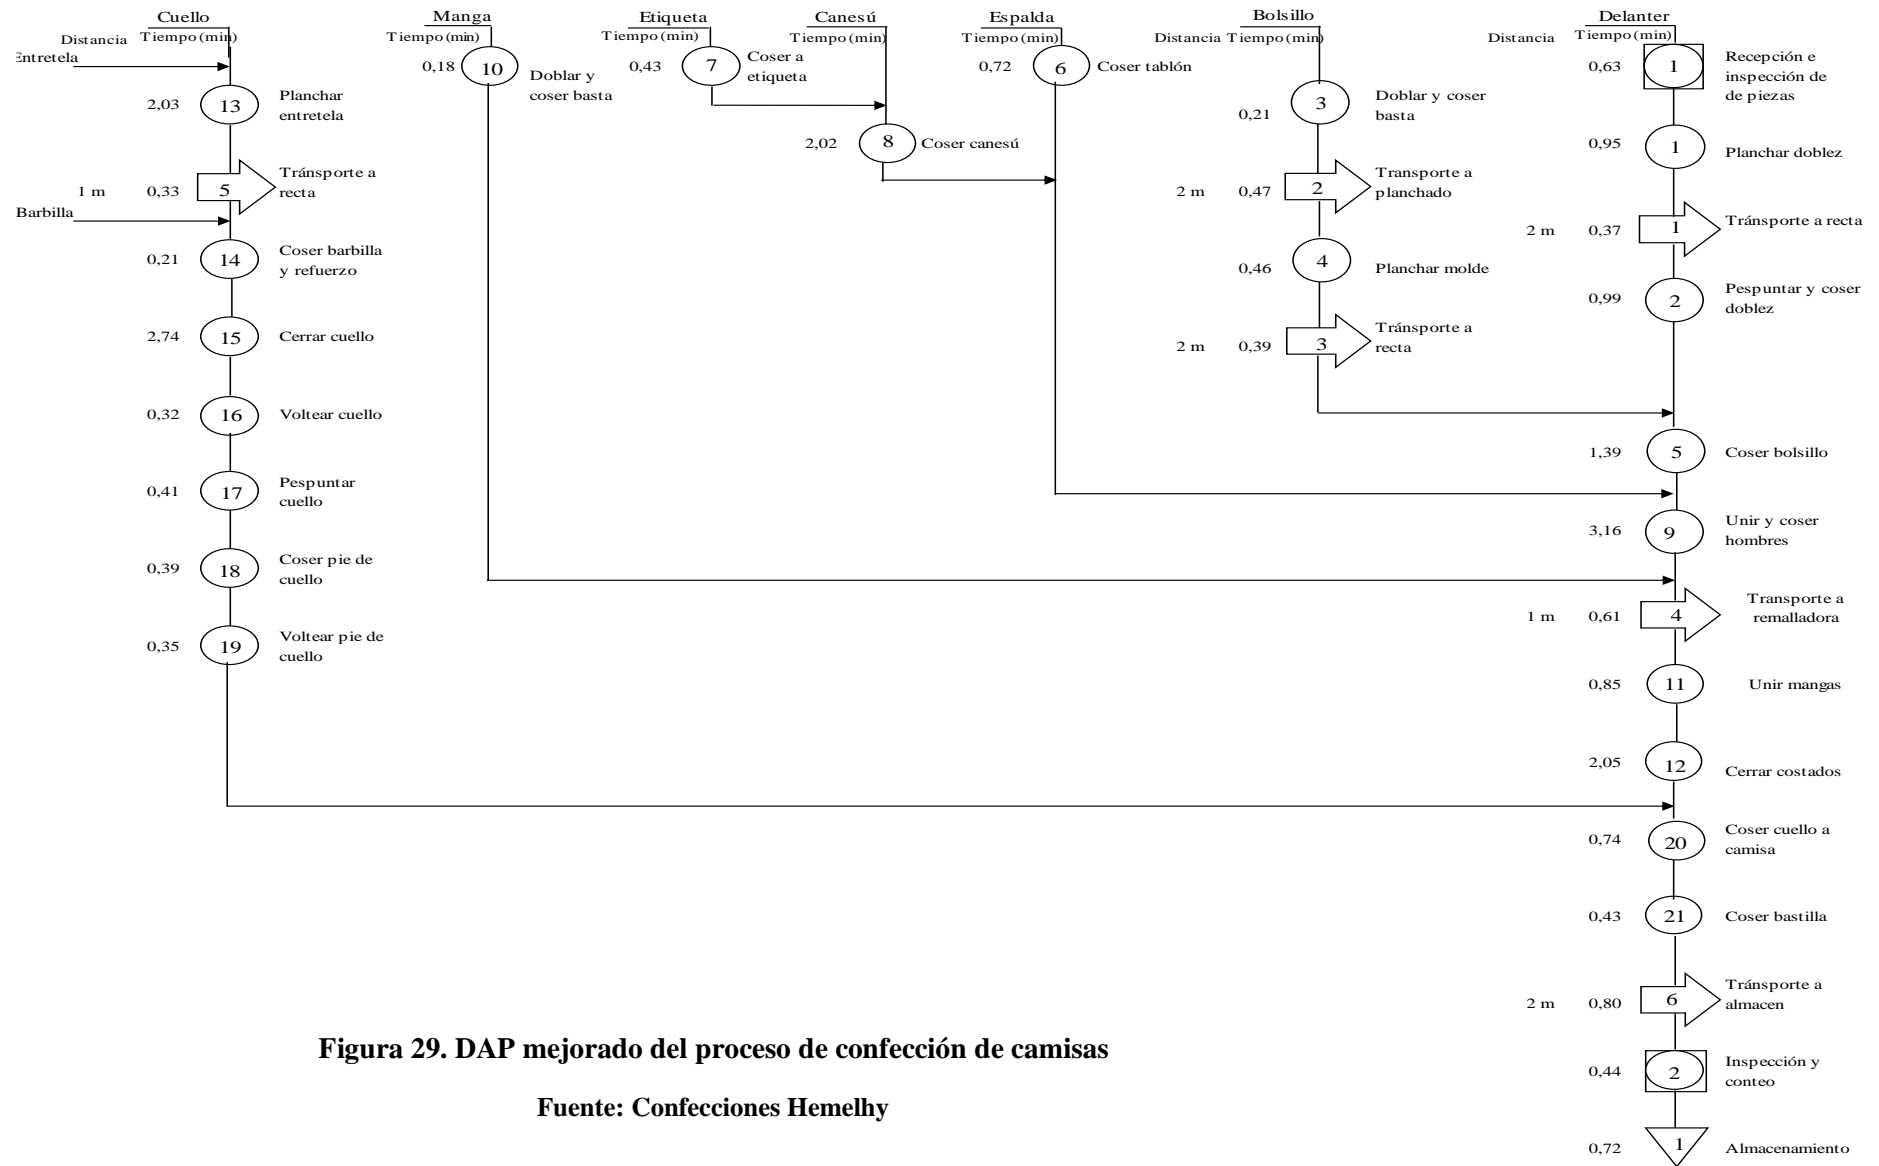 Cuello
Distancia Tiempo (min)
Entretela
2,03 13 Planchar
entretela
1 m 0,33 5 Tránsporte a
recta
Barbilla
0,21 14 Coser barbilla
y refuerzo
2,74 15 Cerrar cuello
0,32 16 Voltear cuello
0,41 17 Pespuntar
cuello
0,39 18 Coser pie de
cuello
0,35 19 Voltear pie de
cuello
Manga
Tiempo (min)
0,18 10 Doblar y
coser basta
Etiqueta
Tiempo (min)
0,43 7 Coser a
etiqueta
Canesú
Tiempo (min)
2,02 8 Coser canesú
Espalda
Tiempo (min)
0,72 6 Coser tablón
Bolsillo
Distancia Tiempo (min)
0,21 3 Doblar y coser
basta
2 m 0,47 2 Transporte a
planchado
0,46 4 Planchar molde
2 m 0,39 3 Tránsporte a
recta
Delanter
Distancia Tiempo (min)
0,63 1 Recepción e
inspección de
de piezas
0,95 1 Planchar doblez
2 m 0,37 1 Tránsporte a recta
0,99 2 Pespuntar y coser
doblez
1,39 5 Coser bolsillo
3,16 9 Unir y coser
hombres
1 m 0,61 4 Transporte a
remalladora
0,85 11 Unir mangas
2,05 12 Cerrar costados
0,74 20 Coser cuello a
camisa
0,43 21 Coser bastilla
2 m 0,80 6 Tránsporte a
almacen
0,44 2 Inspección y
conteo
0,72 1 Almacenamiento
Figura 29. DAP mejorado del proceso de confección de camisas
Fuente: Confecciones Hemelhy